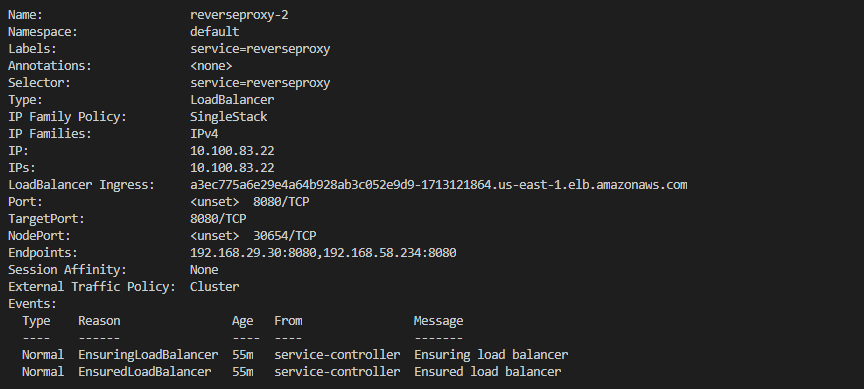 Name: reverseproxy-2
Namespace: default
Labels: service=reverseproxy
Annotations: <none>
Selector: service=reverseproxy
Type: LoadBalancer
IP Family Policy: SingleStack
IP Families: IPv4
IP: 10.100.83.22
IPs: 10.100.83.22
LoadBalancer Ingress: a3ec775a6e29e4a64b928ab3c052e9d9-1713121864.us-east-1.elb.amazonaws.com
Port: <unset> 8080/TCP
TargetPort: 8080/TCP
NodePort: <unset> 30654/TCP
Endpoints: 192.168.29.30:8080,192.168.58.234:8080
Session Affinity: None
External Traffic Policy: Cluster
Events:
Type Reason Age From Message
---- ------ ---- ---- -------
Normal EnsuringLoadBalancer 55m service-controller Ensuring load balancer
Normal EnsuredLoadBalancer 55m service-controller Ensured load balancer